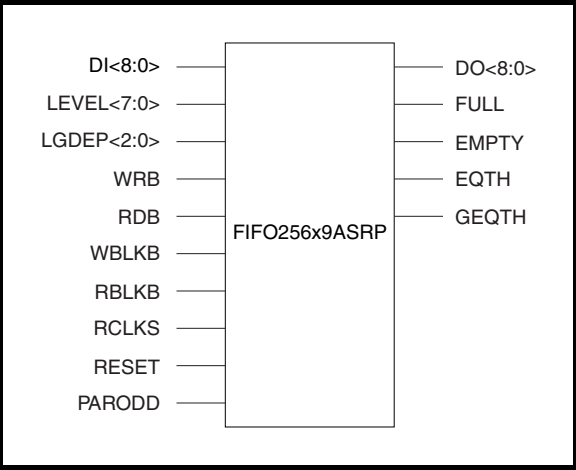 DI<8:0>
LEVEL<7:0>
LGDEP<2:0>
WRB
RDB
WBLKB
RBLKB
RCLKS
RESET
PARODD
FIFO256x9ASRP
DO<8:0>
FULL
EMPTY
EQTH
GEQTH